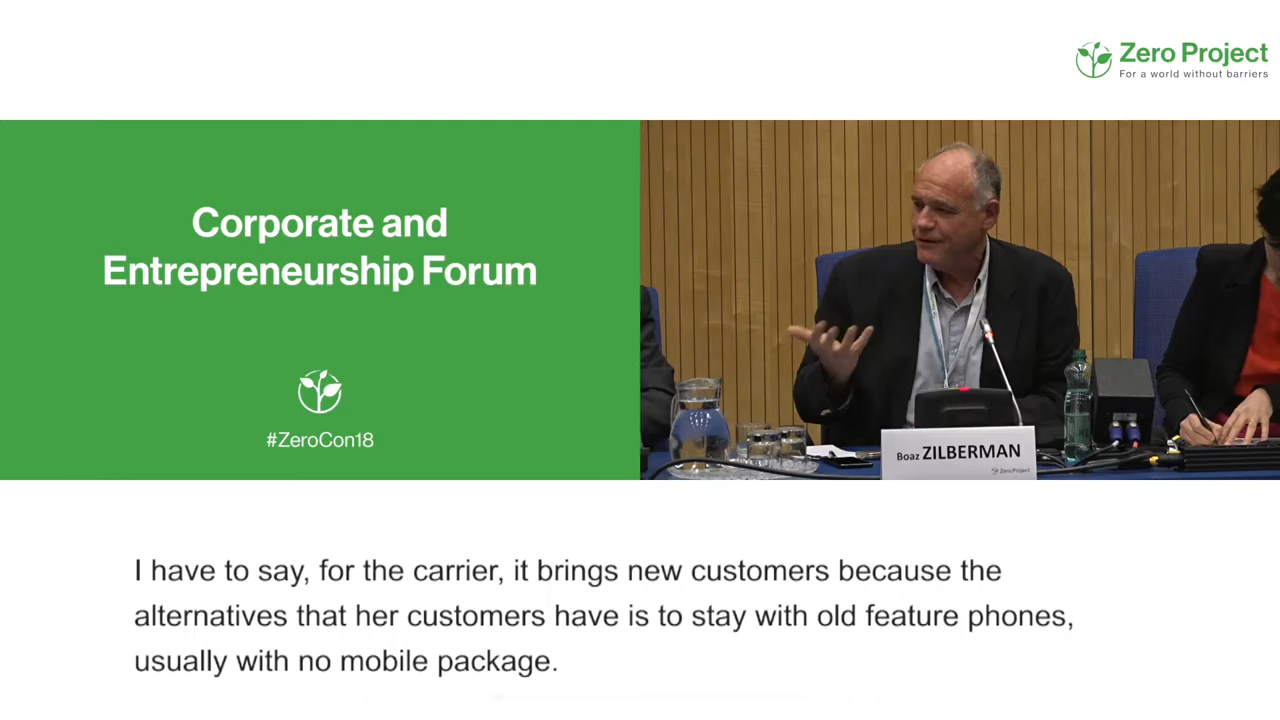 Zero Project
For a world without barriers
Corporate and
Entrepreneurship Forum
#ZeroCon18
Boaz ZILBERMAN
Zero Project
I have to say, for the carrier, it brings new customers because the
alternatives that her customers have is to stay with old feature phones,
usually with no mobile package.